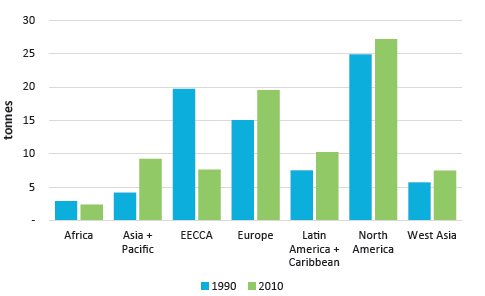 30
25
20
15
10
5
-
tonnes
Africa
Asia +
Pacific
EECCA
Europe
Latin
America +
Caribbean
North
America
West Asia
1990 2010